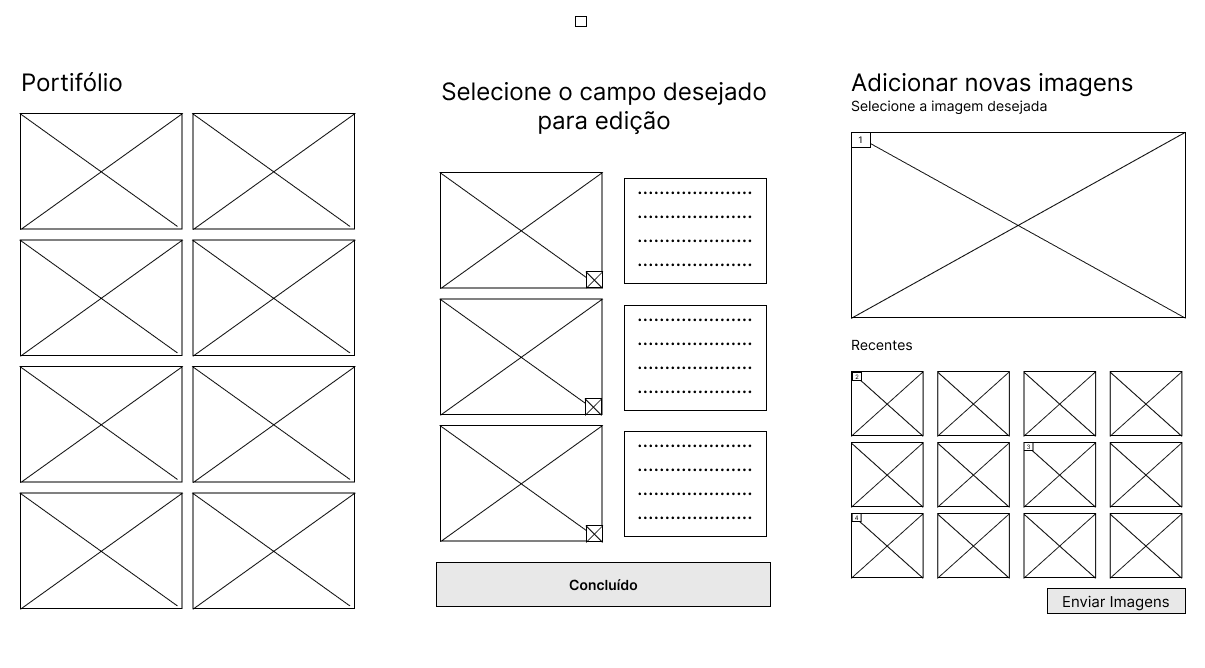 Portifólio
Selecione o campo desejado
para edição
Concluído
Adicionar novas imagens
Selecione a imagem desejada
1
Recentes
2
3
4
Enviar Imagens